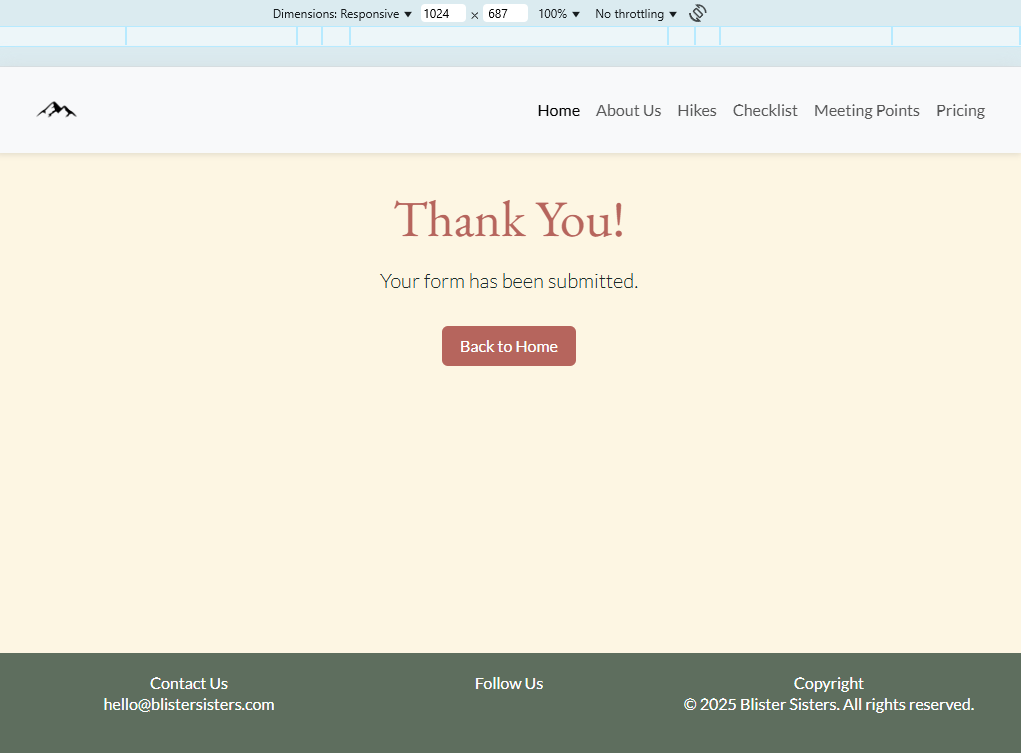 Dimensions: Responsive ▼ 1024 × 687 100% ▼ No throttling ▼
Home About Us Hikes Checklist Meeting Points Pricing
Thank You!
Your form has been submitted.
Back to Home
Contact Us Follow Us Copyright
hello@blistersisters.com © 2025 Blister Sisters. All rights reserved.